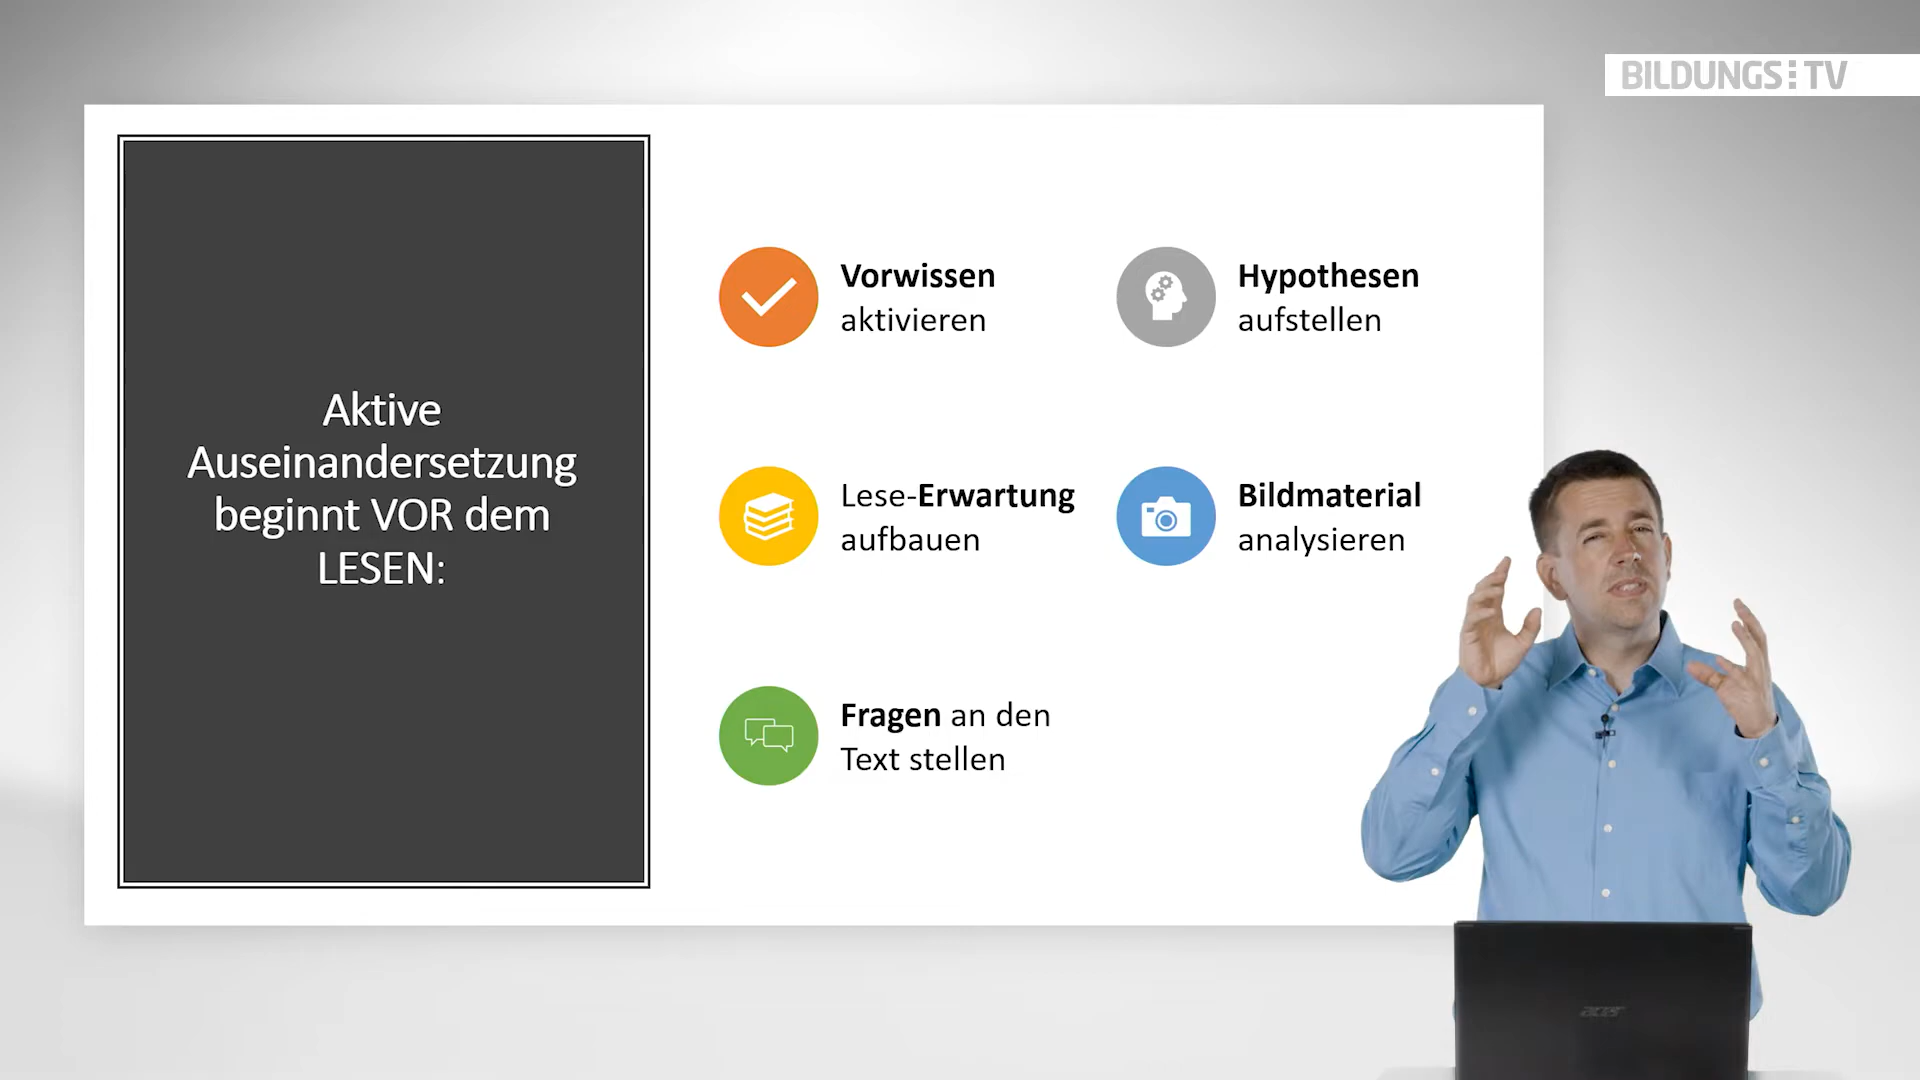 BILDUNGS:TV
Aktive
Auseinandersetzung
beginnt VOR dem
LESEN:
Vorwissen
aktivieren
Hypothesen
aufstellen
Lese-Erwartung
aufbauen
Bildmaterial
analysieren
Fragen an den
Text stellen
acer